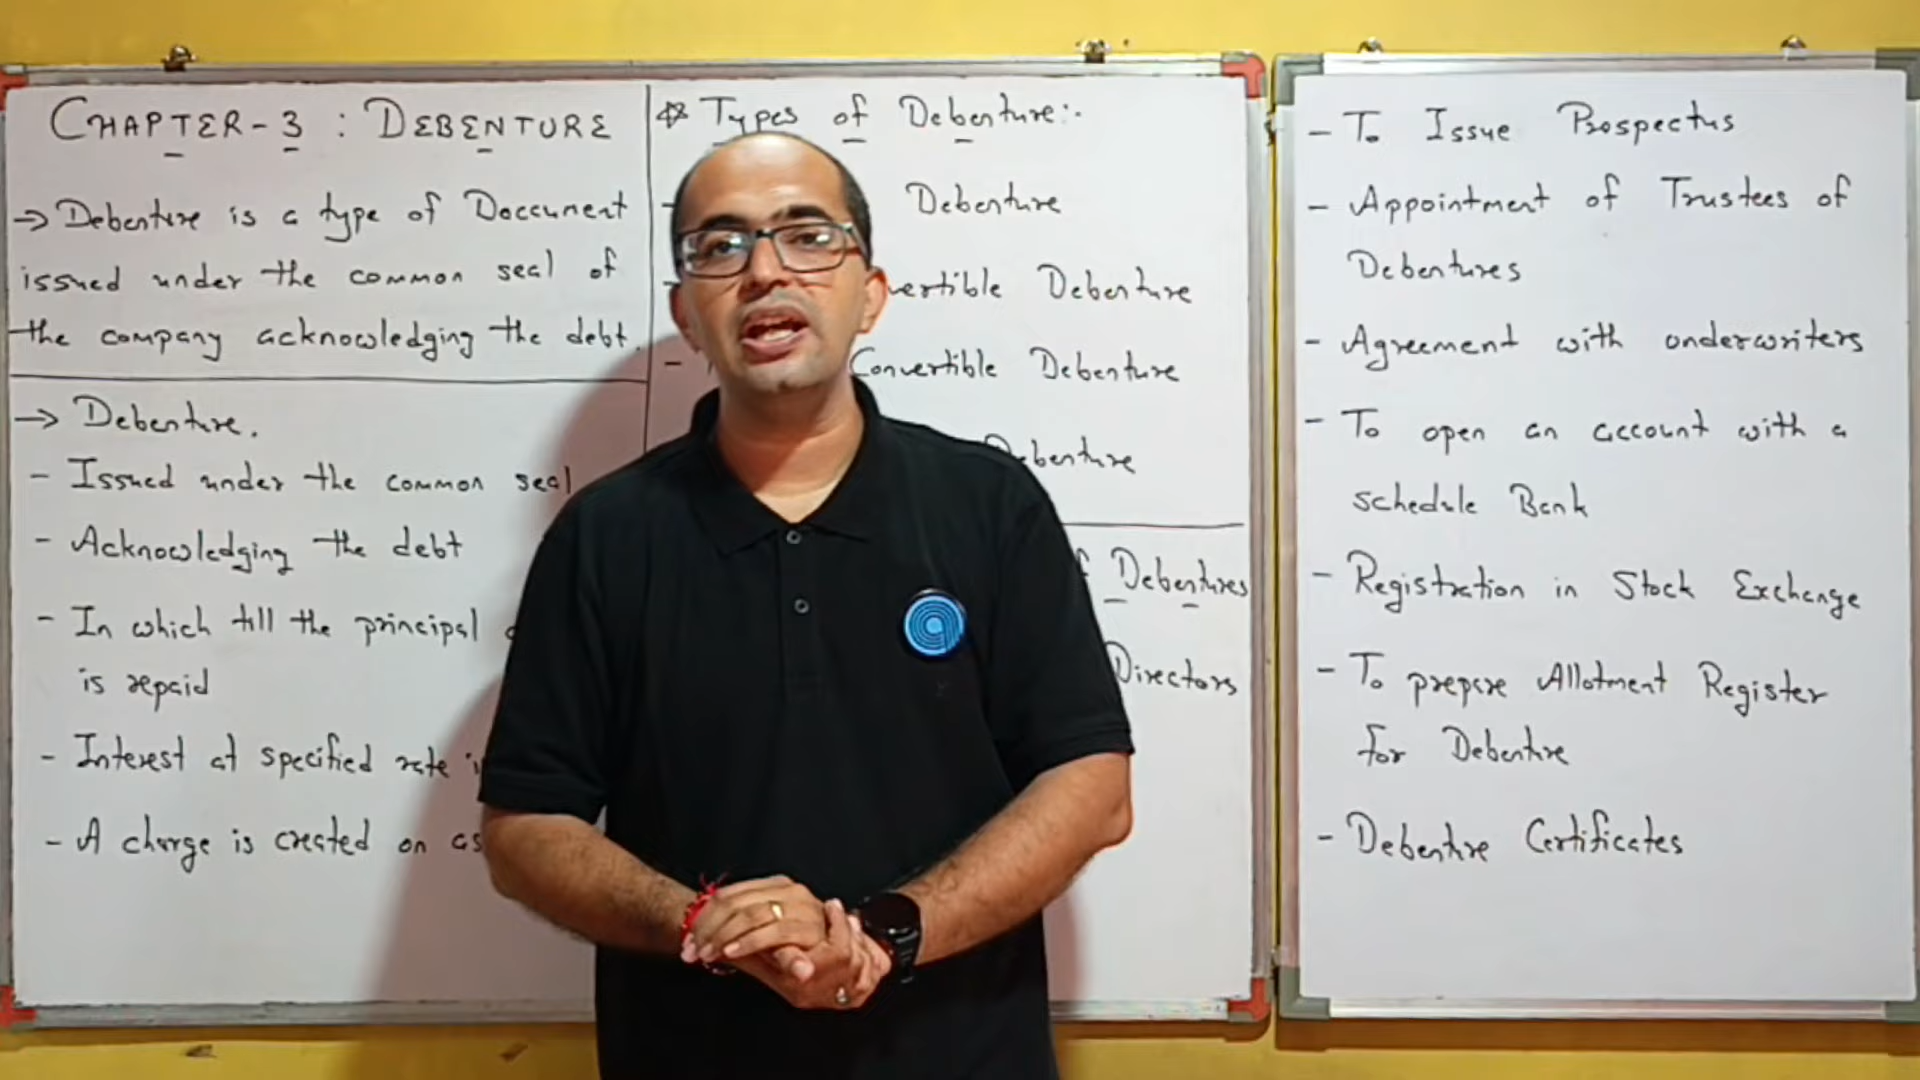 CHAPTER-3 : DEBENTURE
→ Debenture is a type of Document
issued under the common seal of
the company acknowledging the debt.
→ Debenture.
- Issued under the common seal
- Acknowledging the debt
- In which till the principal
is repaid
- Interest at specified rate
- A charge is created on
Types of Debenture:-
Debenture
Debenture
Convertible Debenture
Debenture
Debentures
Directors
- To Issue Prospectus
- Appointment of Trustees of
Debentures
- Agreement with underwriters
- To open an account with a
schedule Bank
- Registration in Stock Exchange
- To prepare Allotment Register
for Debenture
- Debenture Certificates